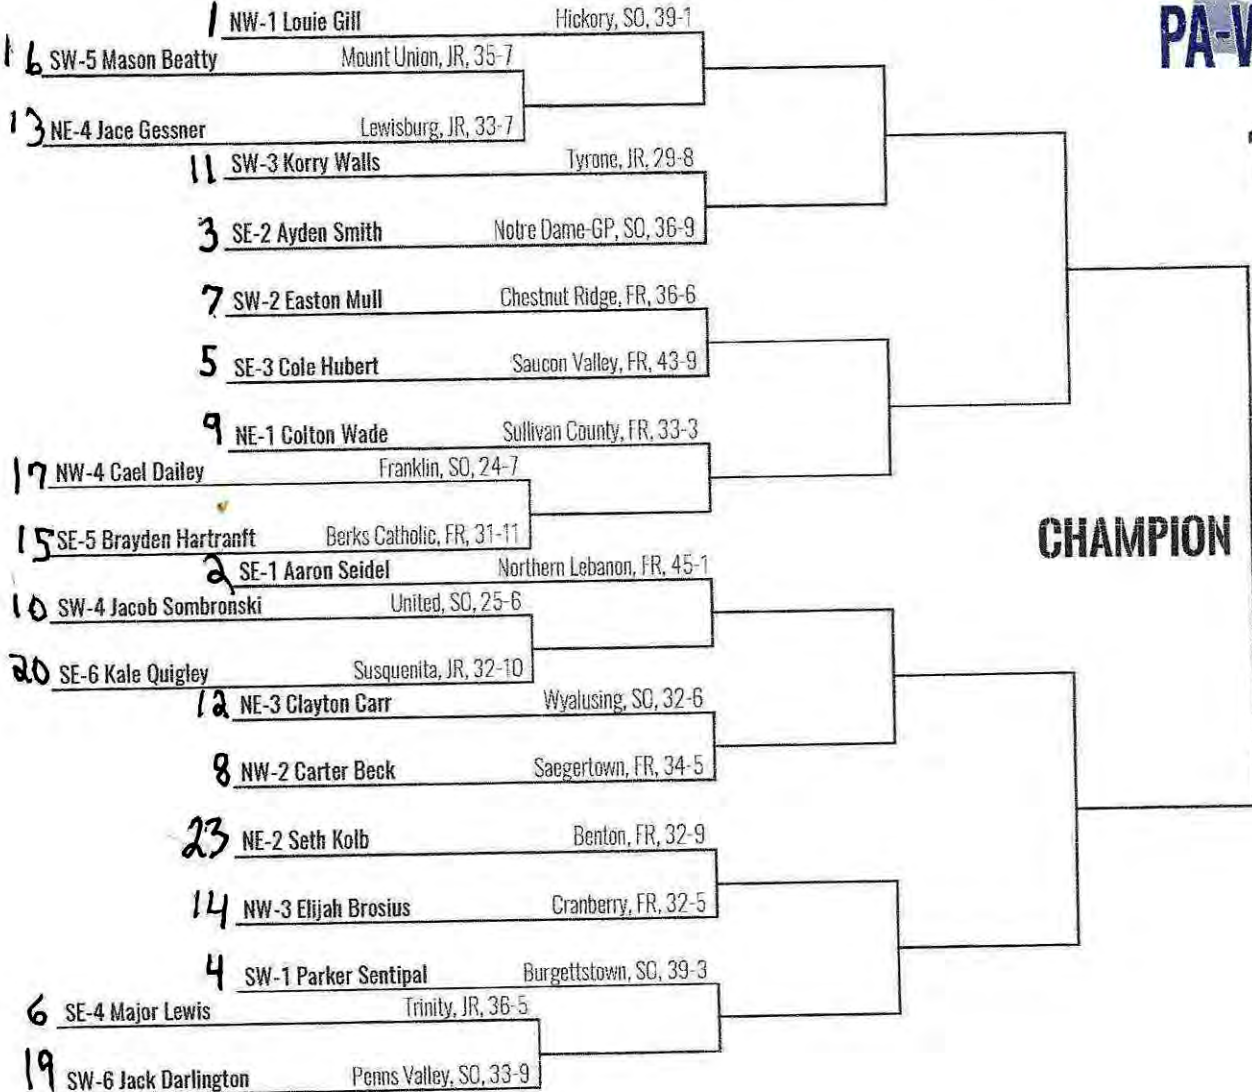 PA-W
1 NW-1 Louie Gill Hickory, SO, 39-1
16 SW-5 Mason Beatty Mount Union, JR, 35-7
13 NE-4 Jace Gessner Lewisburg, JR, 33-7
11 SW-3 Korry Walls Tyrone, JR, 29-8
3 SE-2 Ayden Smith Notre Dame-GP, SO, 36-9
7 SW-2 Easton Mull Chestnut Ridge, FR, 36-6
5 SE-3 Cole Hubert Saucon Valley, FR, 43-9
9 NE-1 Colton Wade Sullivan County, FR, 33-3
17 NW-4 Cael Dailey Franklin, SO, 24-7
15 SE-5 Brayden Hartranft Berks Catholic, FR, 31-11
CHAMPION
2 SE-1 Aaron Seidel Northern Lebanon, FR, 45-1
10 SW-4 Jacob Sombronski United, SO, 25-6
20 SE-6 Kale Quigley Susquenita, JR, 32-10
12 NE-3 Clayton Carr Wyalusing, SO, 32-6
8 NW-2 Carter Beck Saegertown, FR, 34-5
23 NE-2 Seth Kolb Benton, FR, 32-9
14 NW-3 Elijah Brosius Cranberry, FR, 32-5
4 SW-1 Parker Sentipal Burgettstown, SO, 39-3
6 SE-4 Major Lewis Trinity, JR, 36-5
19 SW-6 Jack Darlington Penns Valley, SO, 33-9